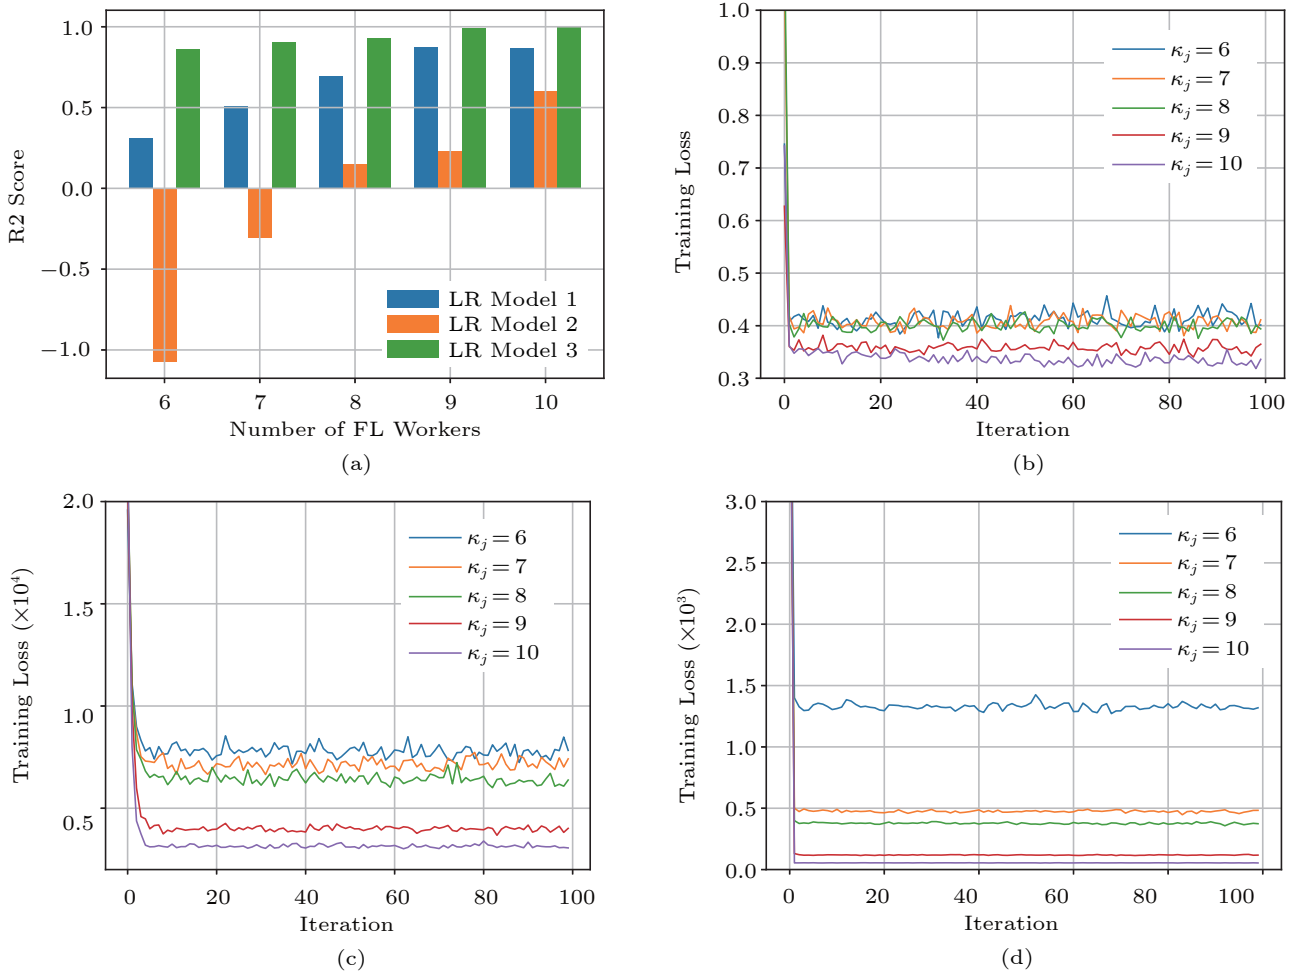 1.0
0.5
0.0
−0.5
−1.0
R2 Score
LR Model 1
LR Model 2
LR Model 3
6 7 8 9 10
Number of FL Workers
(a)
1.0
0.9
0.8
0.7
0.6
0.5
0.4
0.3
Training Loss
κj = 6
κj = 7
κj = 8
κj = 9
κj = 10
0 20 40 60 80 100
Iteration
(b)
2.0
1.5
1.0
0.5
Training Loss (×10⁴)
κj = 6
κj = 7
κj = 8
κj = 9
κj = 10
0 20 40 60 80 100
Iteration
(c)
3.0
2.5
2.0
1.5
1.0
0.5
0.0
Training Loss (×10³)
κj = 6
κj = 7
κj = 8
κj = 9
κj = 10
0 20 40 60 80 100
Iteration
(d)